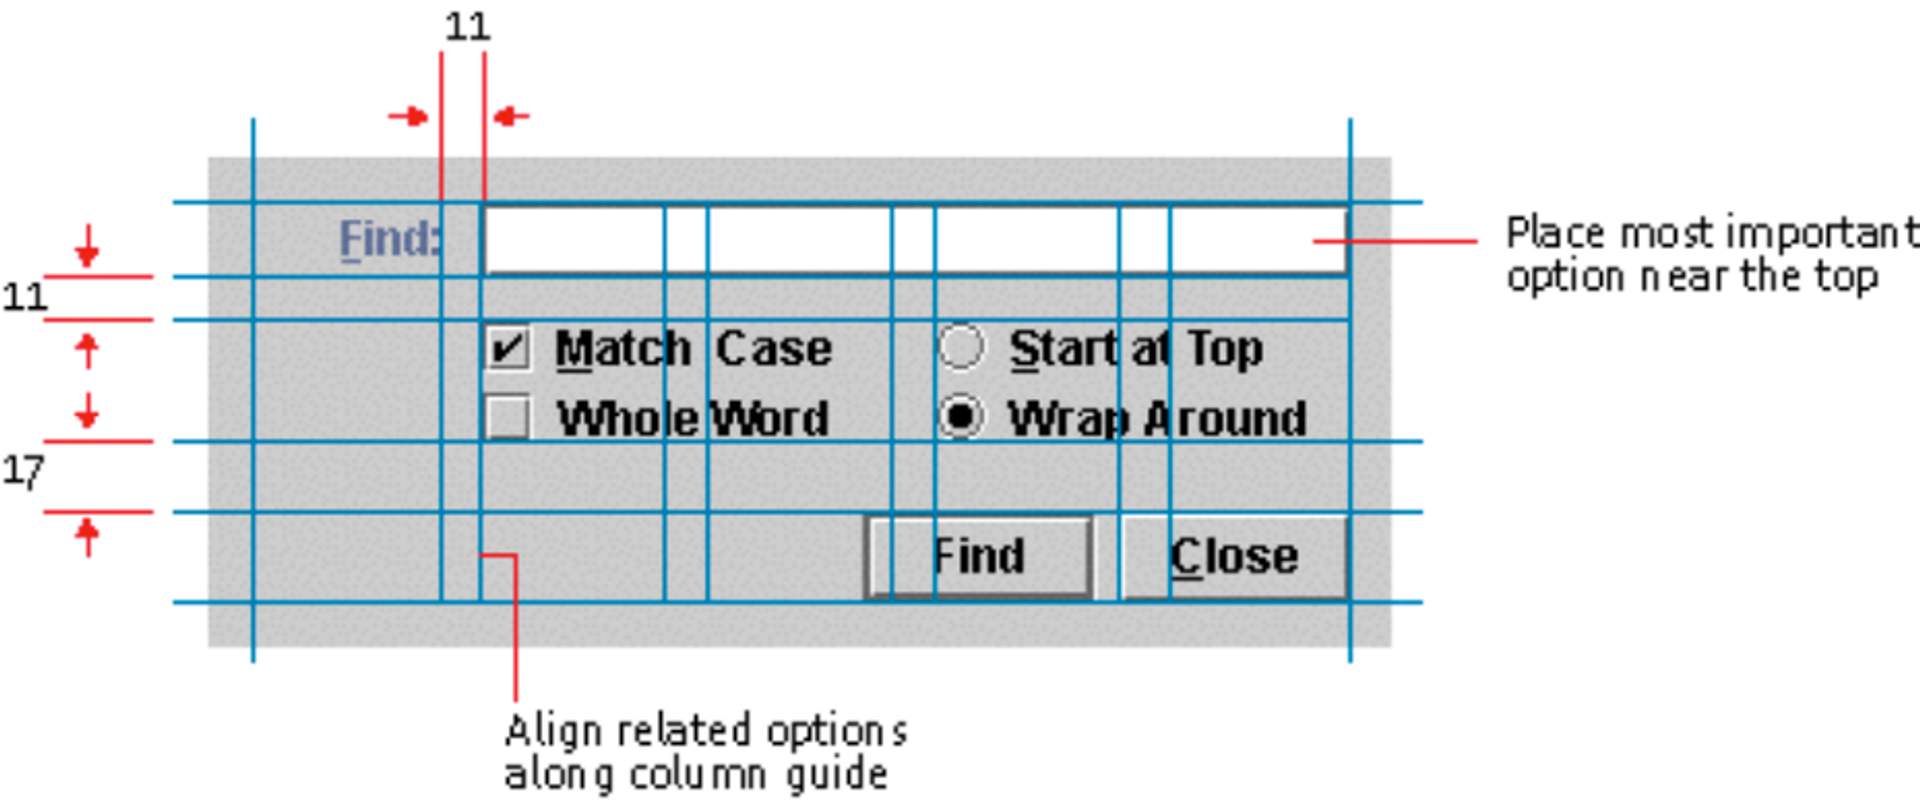 11
Find:
Place most important
option near the top
11
Match Case
Start at Top
Whole Word
Wrap Around
17
Find
Close
Align related options
along column guide